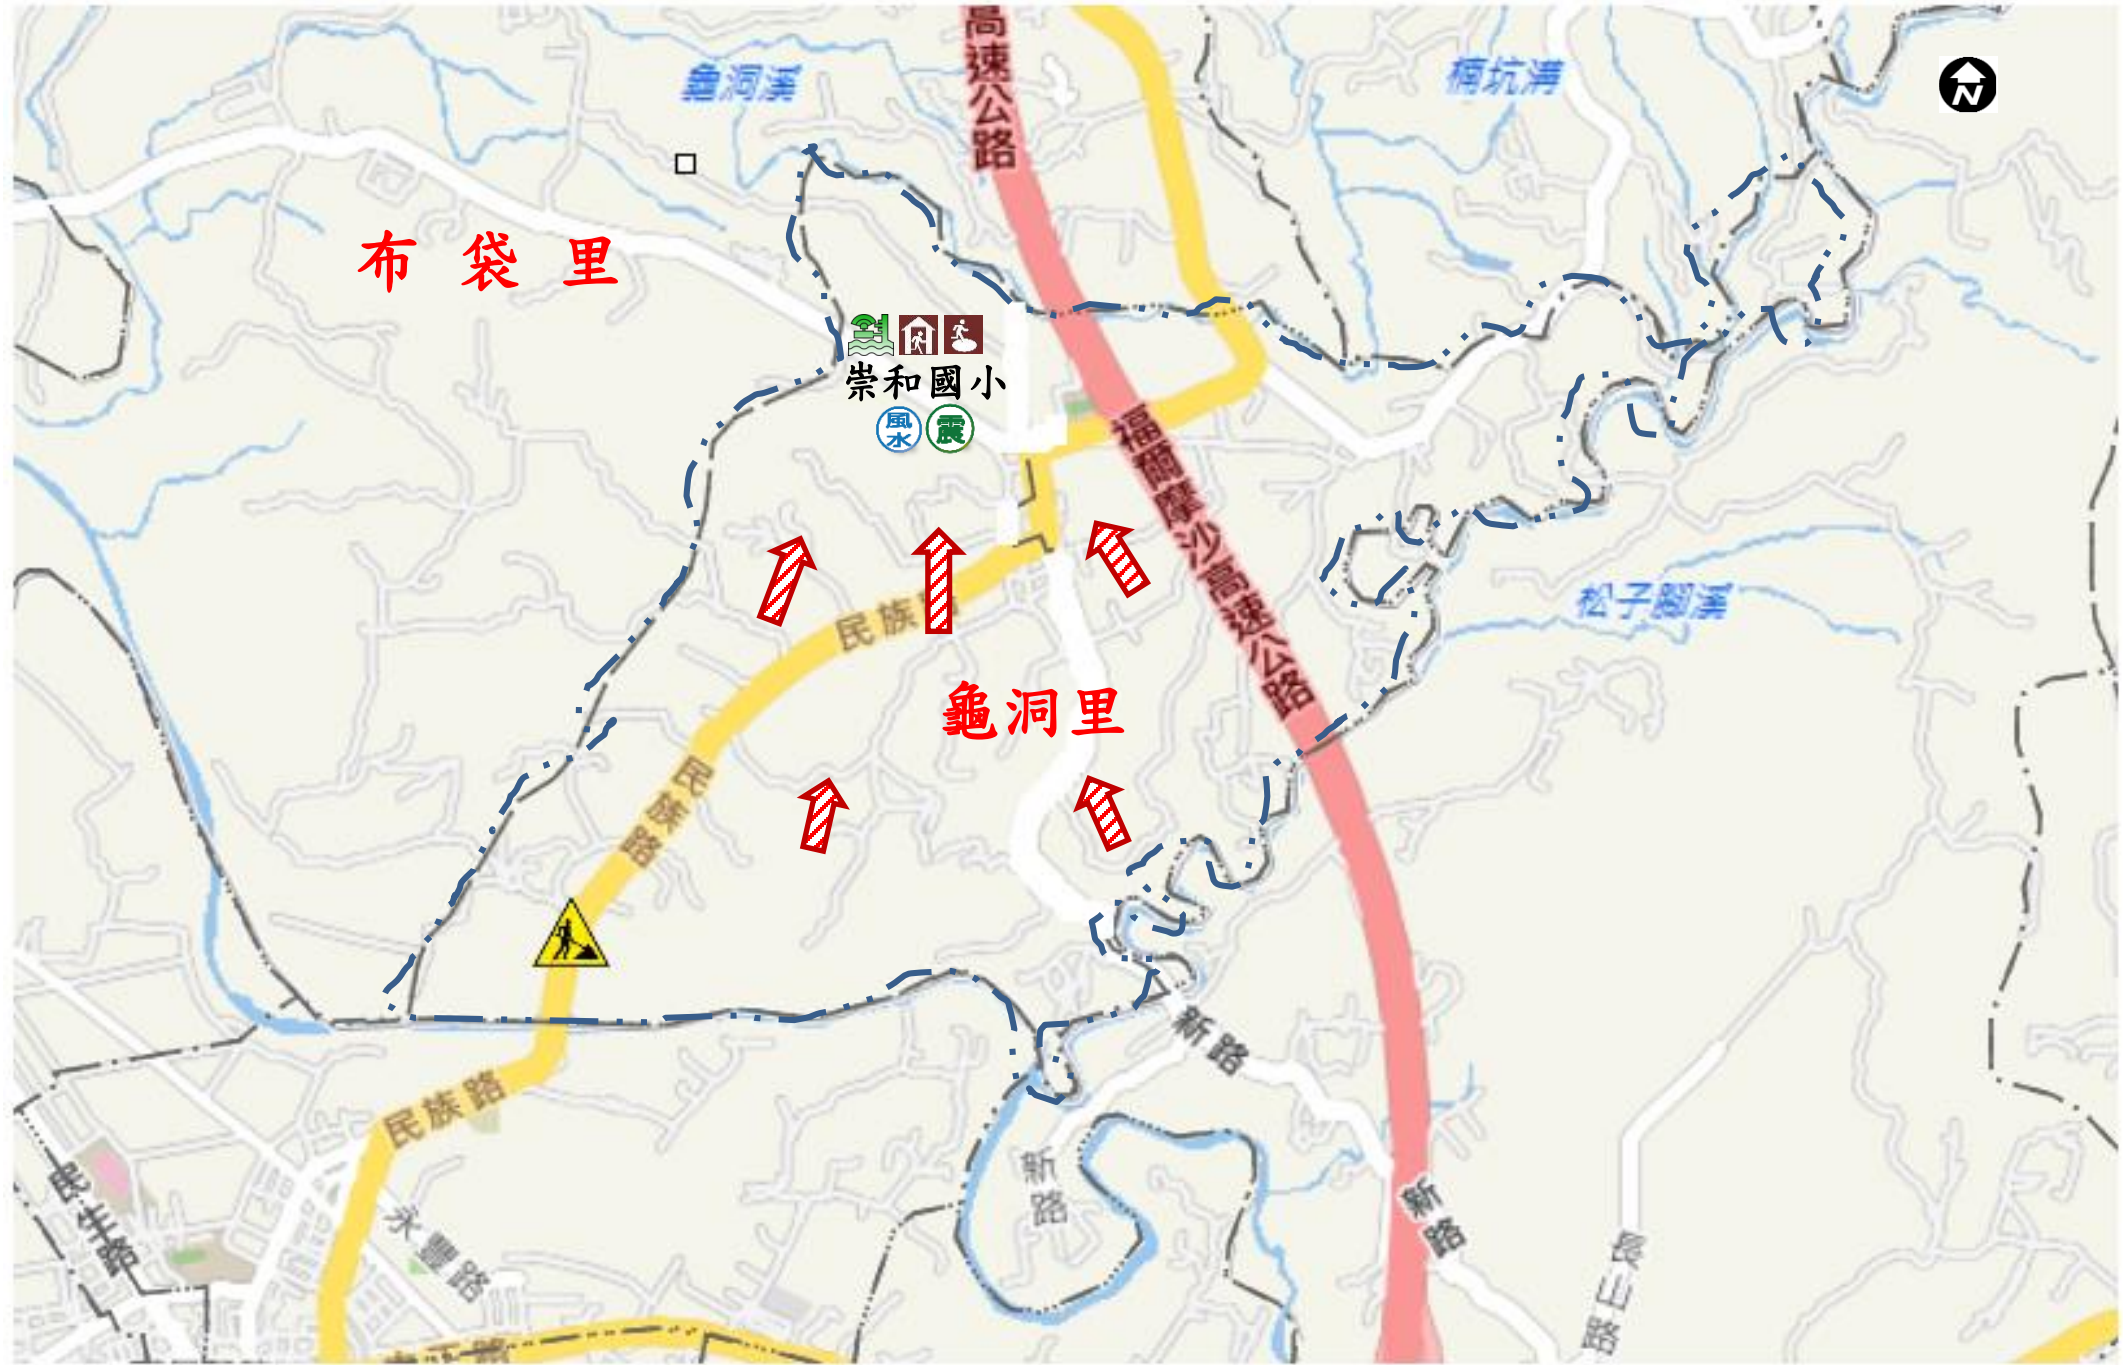 高速公路
龜洞溪
楠坑溝
N
布袋里
崇和國小
風水
震
福爾摩沙高速公路
民族
松子腳溪
龜洞里
民族路
新路
民族路
新路
新路
民生路
永豐路
長山路